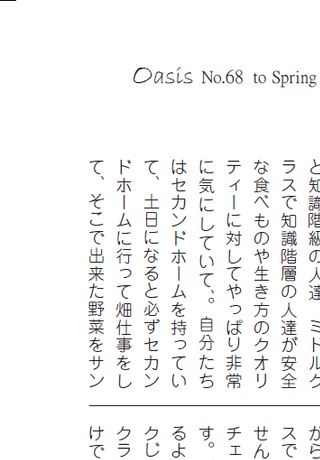 Oasis No.68 to Spring
と知識階級の人達 ミドルク
ラスで知識階層の人達が安全
な食べものや生き方のクオリ
ティーに対してやっぱり非常
に気にしていて、。自分たち
はセカンドホームを持ってい
て、土日になると必ずセカン
ドホームに行って畑仕事をし
て、そこで出来た野菜をサン
がら
スで
せん
チェ
す。
るよ
クじ
クラ
けで